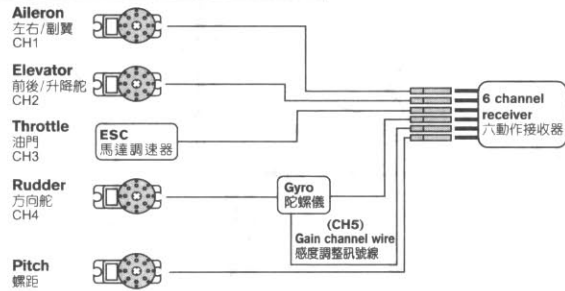 Aileron
左右/副翼
CH1
Elevator
前後/升降舵
CH2
Throttle
油門
CH3
ESC
馬達調速器
Rudder
方向舵
CH4
Gyro
陀螺儀
(CH5)
Gain channel wire
感度調整訊號線
Pitch
螺距
6 channel
receiver
六動作接收器